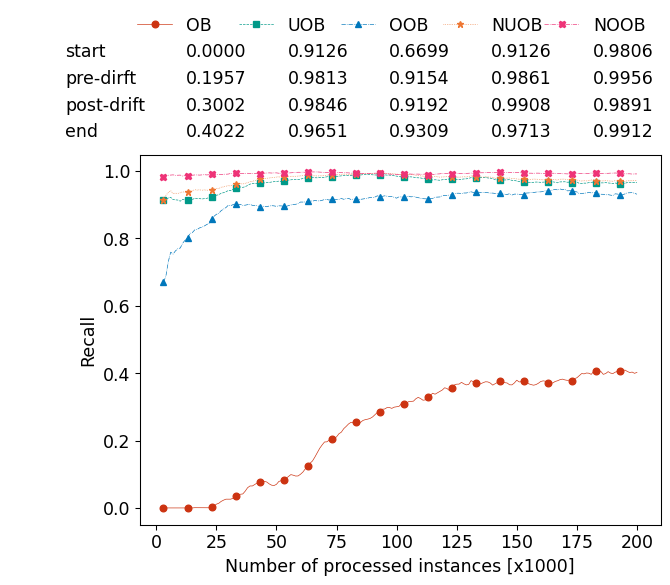 OB UOB OOB NUOB NOOB
start 0.0000 0.9126 0.6699 0.9126 0.9806
pre-dirft 0.1957 0.9813 0.9154 0.9861 0.9956
post-drift 0.3002 0.9846 0.9192 0.9908 0.9891
end 0.4022 0.9651 0.9309 0.9713 0.9912
1.0
0.8
0.6
0.4
0.2
0.0
Recall
0 25 50 75 100 125 150 175 200
Number of processed instances [x1000]